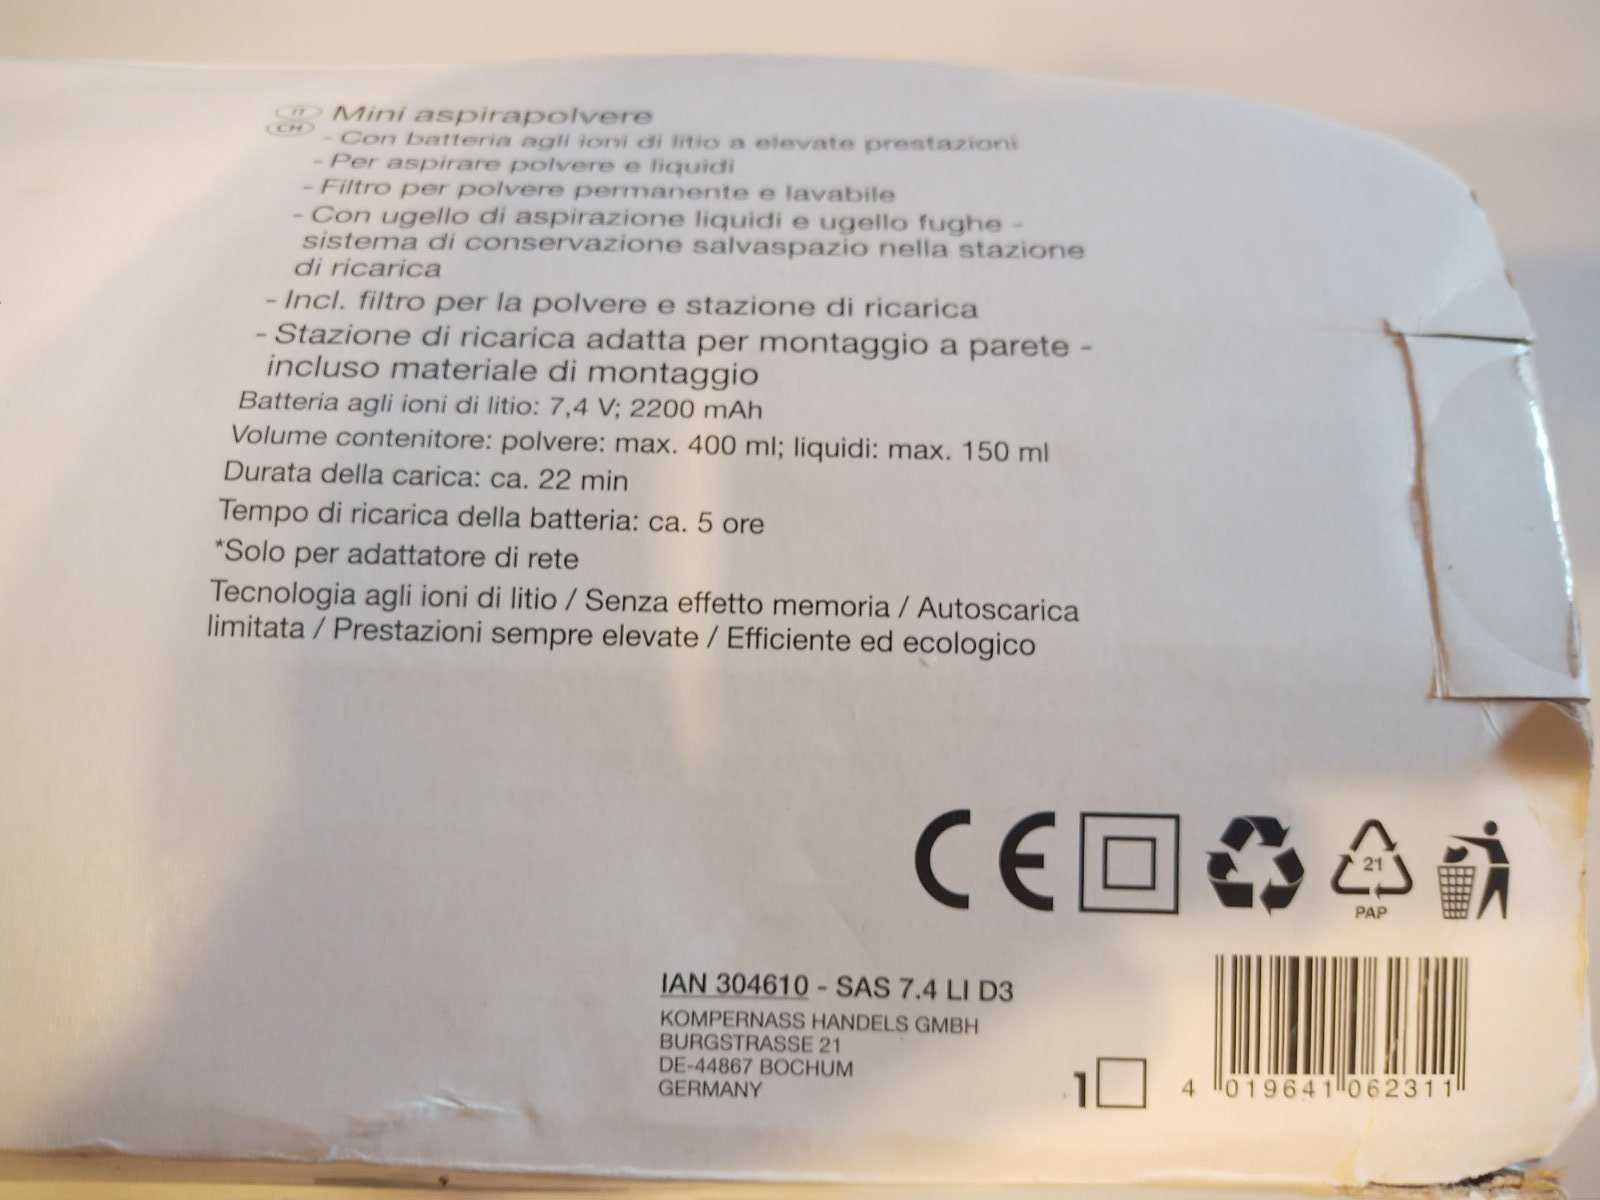 IT Mini aspirapolvere
CH - Con batteria agli ioni di litio a elevate prestazioni
- Per aspirare polvere e liquidi
- Filtro per polvere permanente e lavabile
- Con ugello di aspirazione liquidi e ugello fughe -
sistema di conservazione salvaspazio nella stazione
di ricarica
- Incl. filtro per la polvere e stazione di ricarica
- Stazione di ricarica adatta per montaggio a parete -
incluso materiale di montaggio
Batteria agli ioni di litio: 7,4 V; 2200 mAh
Volume contenitore: polvere: max. 400 ml; liquidi: max. 150 ml
Durata della carica: ca. 22 min
Tempo di ricarica della batteria: ca. 5 ore
*Solo per adattatore di rete
Tecnologia agli ioni di litio / Senza effetto memoria / Autoscarica
limitata / Prestazioni sempre elevate / Efficiente ed ecologico
CE
21
PAP
IAN 304610 - SAS 7.4 LI D3
KOMPERNASS HANDELS GMBH
BURGSTRASSE 21
DE-44867 BOCHUM
GERMANY
1
4 019641 062311